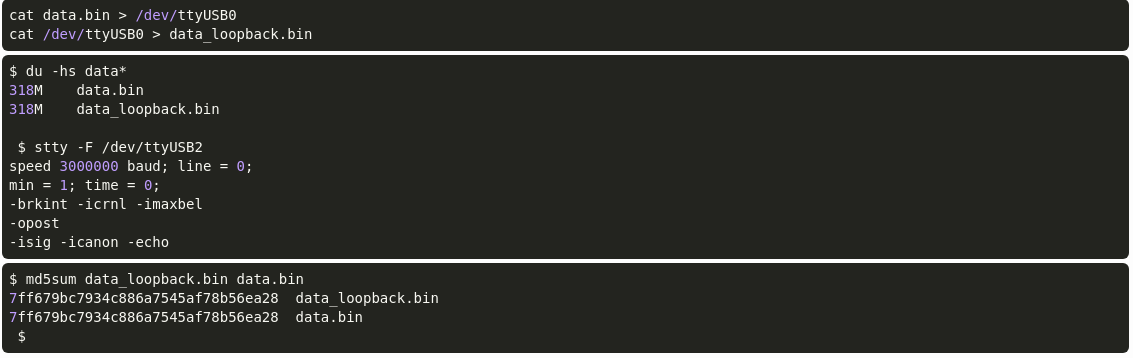 cat data.bin > /dev/ttyUSB0
cat /dev/ttyUSB0 > data_loopback.bin
$ du -hs data*
318M    data.bin
318M    data_loopback.bin
$ stty -F /dev/ttyUSB2
speed 3000000 baud; line = 0;
min = 1; time = 0;
-brkint -icrnl -imaxbel
-opost
-isig -icanon -echo
$ md5sum data_loopback.bin data.bin
7ff679bc7934c886a7545af78b56ea28  data_loopback.bin
7ff679bc7934c886a7545af78b56ea28  data.bin
$